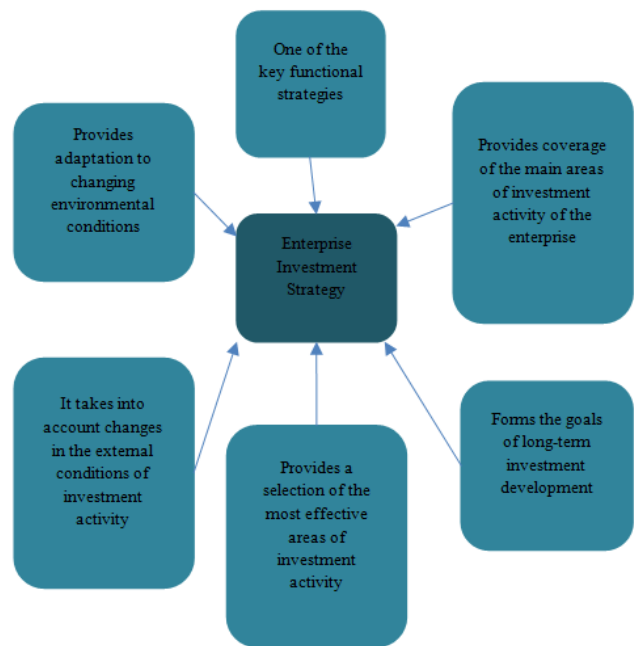 One of the
key functional
strategies
Provides
adaptation to
changing
environmental
conditions
Provides coverage
of the main areas
of investment
activity of the
enterprise
Enterprise
Investment
Strategy
It takes into
account changes
in the external
conditions of
investment
activity
Provides a
selection of the
most effective
areas of
investment
activity
Forms the goals
of long-term
investment
development